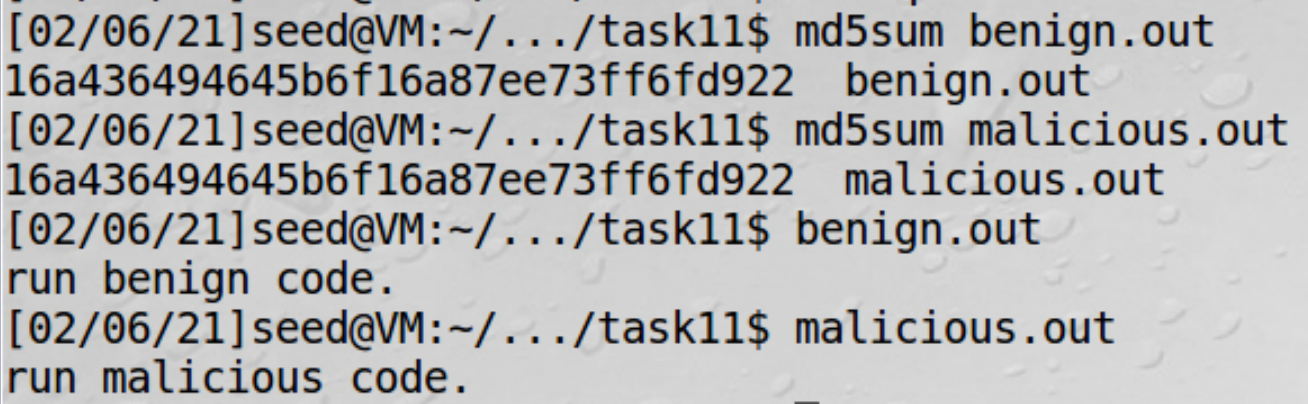 [02/06/21]seed@VM:~/.../task11$ md5sum benign.out
16a436494645b6f16a87ee73ff6fd922  benign.out
[02/06/21]seed@VM:~/.../task11$ md5sum malicious.out
16a436494645b6f16a87ee73ff6fd922  malicious.out
[02/06/21]seed@VM:~/.../task11$ benign.out
run benign code.
[02/06/21]seed@VM:~/.../task11$ malicious.out
run malicious code.